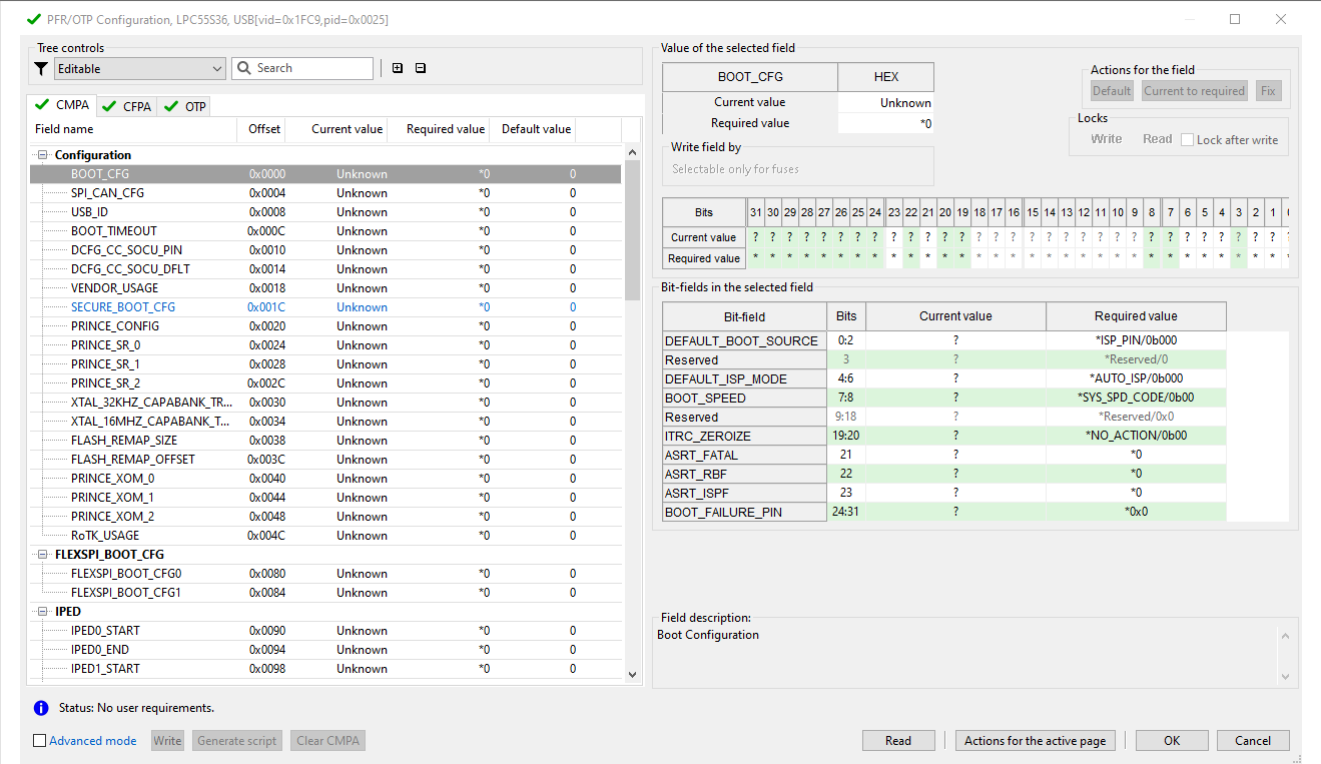 PFR/OTP Configuration, LPC55S36, USB[vid=0x1FC9,pid=0x0025]
Tree controls
Editable Search
CMPA CFPA OTP
Field name Offset Current value Required value Default value
Configuration
BOOT_CFG 0x0000 Unknown *0 0
SPI_CAN_CFG 0x0004 Unknown *0 0
USB_ID 0x0008 Unknown *0 0
BOOT_TIMEOUT 0x000C Unknown *0 0
DCFG_CC_SOCU_PIN 0x0010 Unknown *0 0
DCFG_CC_SOCU_DFLT 0x0014 Unknown *0 0
VENDOR_USAGE 0x0018 Unknown *0 0
SECURE_BOOT_CFG 0x001C Unknown *0 0
PRINCE_CONFIG 0x0020 Unknown *0 0
PRINCE_SR_0 0x0024 Unknown *0 0
PRINCE_SR_1 0x0028 Unknown *0 0
PRINCE_SR_2 0x002C Unknown *0 0
XTAL_32KHZ_CAPABANK_TR... 0x0030 Unknown *0 0
XTAL_16MHZ_CAPABANK_T... 0x0034 Unknown *0 0
FLASH_REMAP_SIZE 0x0038 Unknown *0 0
FLASH_REMAP_OFFSET 0x003C Unknown *0 0
PRINCE_XOM_0 0x0040 Unknown *0 0
PRINCE_XOM_1 0x0044 Unknown *0 0
PRINCE_XOM_2 0x0048 Unknown *0 0
RoTK_USAGE 0x004C Unknown *0 0
FLEXSPI_BOOT_CFG
FLEXSPI_BOOT_CFG0 0x0080 Unknown *0 0
FLEXSPI_BOOT_CFG1 0x0084 Unknown *0 0
IPED
IPED0_START 0x0090 Unknown *0 0
IPED0_END 0x0094 Unknown *0 0
IPED1_START 0x0098 Unknown *0 0
Value of the selected field
BOOT_CFG HEX
Current value Unknown
Required value *0
Actions for the field
Default Current to required Fix
Locks
Write Read Lock after write
Write field by
Selectable only for fuses
Bits 31 30 29 28 27 26 25 24 23 22 21 20 19 18 17 16 15 14 13 12 11 10 9 8 7 6 5 4 3 2 1
Current value ? ? ? ? ? ? ? ? ? ? ? ? ? ? ? ? ? ? ? ? ? ? ? ? ? ? ? ? ? ? ?
Required value * * * * * * * * * * * * * * * * * * * * * * * * * * * * * * *
Bit-fields in the selected field
Bit-field Bits Current value Required value
DEFAULT_BOOT_SOURCE 0:2 ? *ISP_PIN/0b000
Reserved 3 ? *Reserved/0
DEFAULT_ISP_MODE 4:6 ? *AUTO_ISP/0b000
BOOT_SPEED 7:8 ? *SYS_SPD_CODE/0b00
Reserved 9:18 ? *Reserved/0x0
ITRC_ZEROIZE 19:20 ? *NO_ACTION/0b00
ASRT_FATAL 21 ? *0
ASRT_RBF 22 ? *0
ASRT_ISPF 23 ? *0
BOOT_FAILURE_PIN 24:31 ? *0x0
Field description:
Boot Configuration
Status: No user requirements.
Advanced mode Write Generate script Clear CMPA Read Actions for the active page OK Cancel